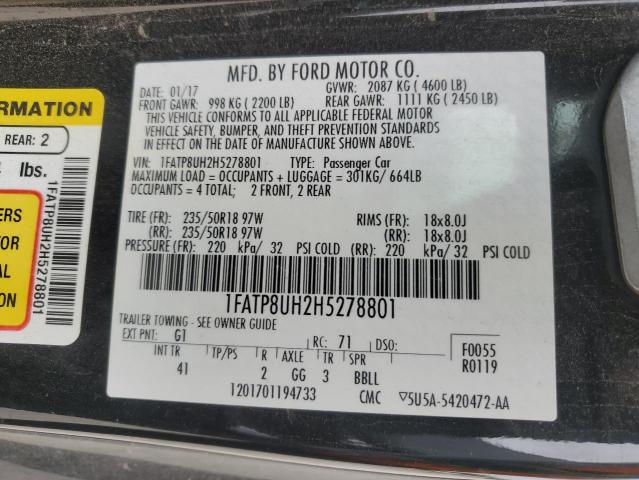 MFD. BY FORD MOTOR CO.
DATE: 01/17
GVWR: 2087 KG ( 4600 LB)
FRONT GAWR: 998 KG ( 2200 LB)
REAR GAWR: 1111 KG ( 2450 LB)
THIS VEHICLE CONFORMS TO ALL APPLICABLE FEDERAL MOTOR
VEHICLE SAFETY, BUMPER, AND THEFT PREVENTION STANDARDS
IN EFFECT ON THE DATE OF MANUFACTURE SHOWN ABOVE.
VIN: 1FATP8UH2H5278801 TYPE: Passenger Car
MAXIMUM LOAD = OCCUPANTS + LUGGAGE = 301KG/ 664LB
OCCUPANTS = 4 TOTAL; 2 FRONT, 2 REAR
TIRE (FR): 235/50R18 97W RIMS (FR): 18x8.0J
(RR): 235/50R18 97W (RR): 18x8.0J
PRESSURE (FR): 220 kPa/ 32 PSI COLD (RR): 220 kPa/ 32 PSI COLD
1FATP8UH2H5278801
TRAILER TOWING - SEE OWNER GUIDE
EXT PNT: G1 RC: 71 DSO:
INT TR TP/PS R AXLE TR SPR
41 2 GG 3 BBLL
F0055
R0119
1201701194733 CMC ▽5U5A-5420472-AA
ORMATION
REAR: 2
lbs.
1FATP8UH2H5278801
ERS
TOR
AL
ION